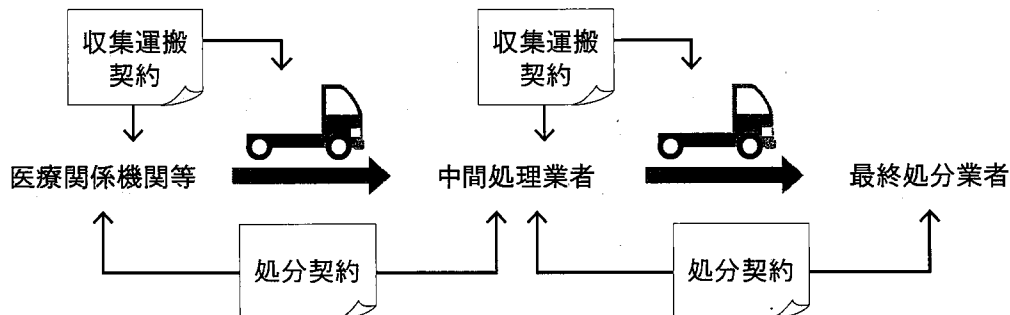 収集運搬
契約
収集運搬
契約
医療関係機関等
中間処理業者
最終処分業者
処分契約
処分契約